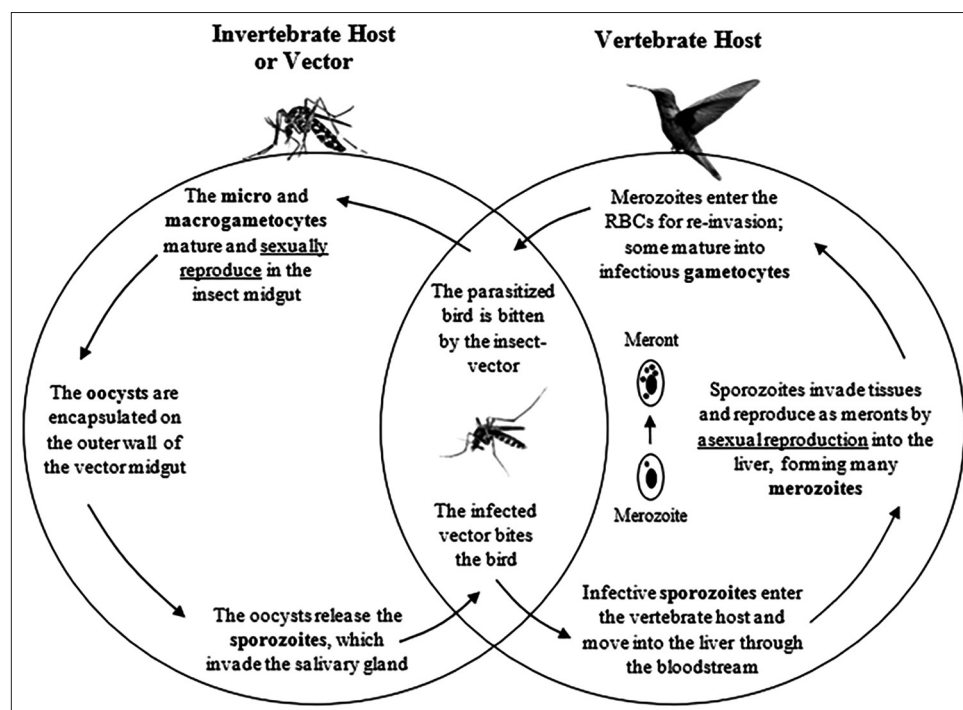 Invertebrate Host
or Vector
Vertebrate Host
The micro and
macrogametocytes
mature and sexually
reproduce in the
insect midgut
Merozoites enter the
RBCs for re-invasion;
some mature into
infectious gametocytes
The parasitized
bird is bitten
by the insect-
vector
Meront
Merozoite
The oocysts are
encapsulated on
the outer wall of
the vector midgut
Sporozoites invade tissues
and reproduce as meronts by
asexual reproduction into the
liver, forming many
merozoites
The infected
vector bites
the bird
The oocysts release the
sporozoites, which
invade the salivary gland
Infective sporozoites enter
the vertebrate host and
move into the liver through
the bloodstream